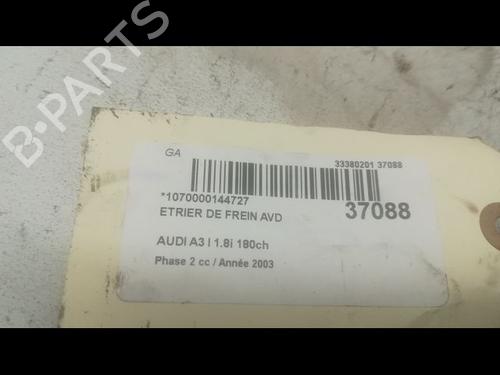 B-PARTS
GA
33380201 37088
*1070000144727
ETRIER DE FREIN AVD
37088
AUDI A3 I 1.8i 180ch
Phase 2 cc / Année 2003